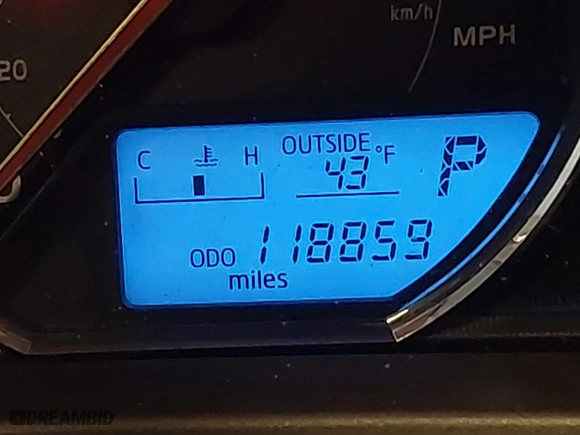 km/h
MPH
20
C H OUTSIDE °F P
43
ODO 118859
miles
DREAMBID